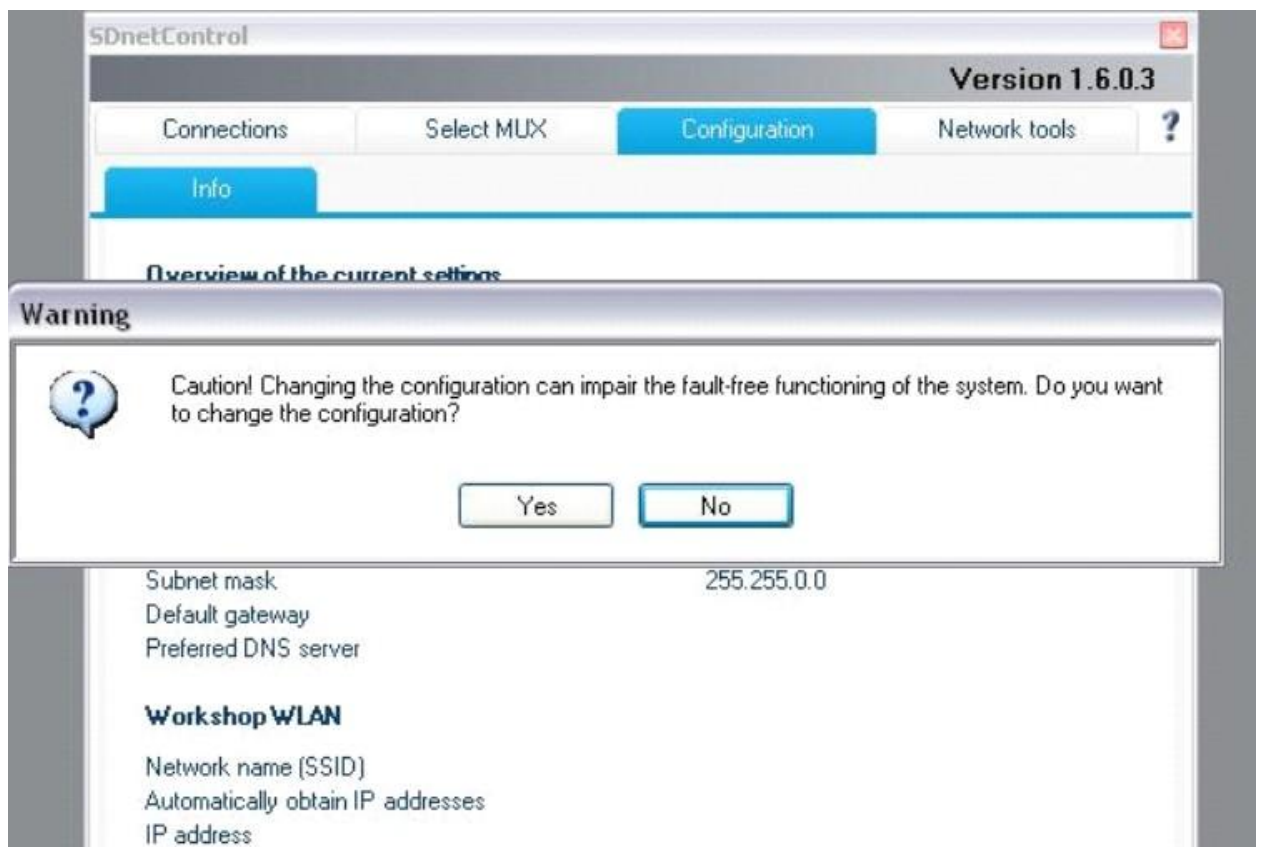 SDnetControl
Version 1.6.0.3
Connections Select MUX Configuration Network tools ?
Info
Overview of the current settings
Warning
Caution! Changing the configuration can impair the fault-free functioning of the system. Do you want
to change the configuration?
Yes No
Subnet mask 255.255.0.0
Default gateway
Preferred DNS server
Workshop WLAN
Network name (SSID)
Automatically obtain IP addresses
IP address